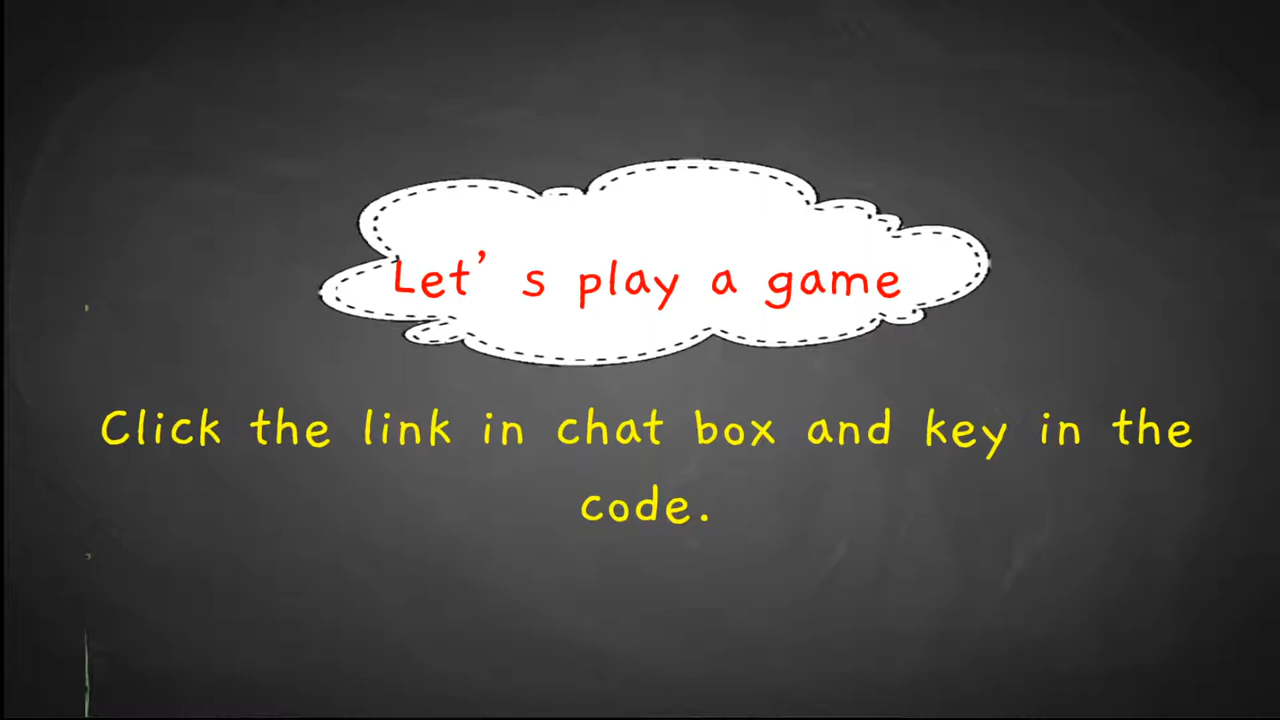 Let's play a game
Click the link in chat box and key in the
code.